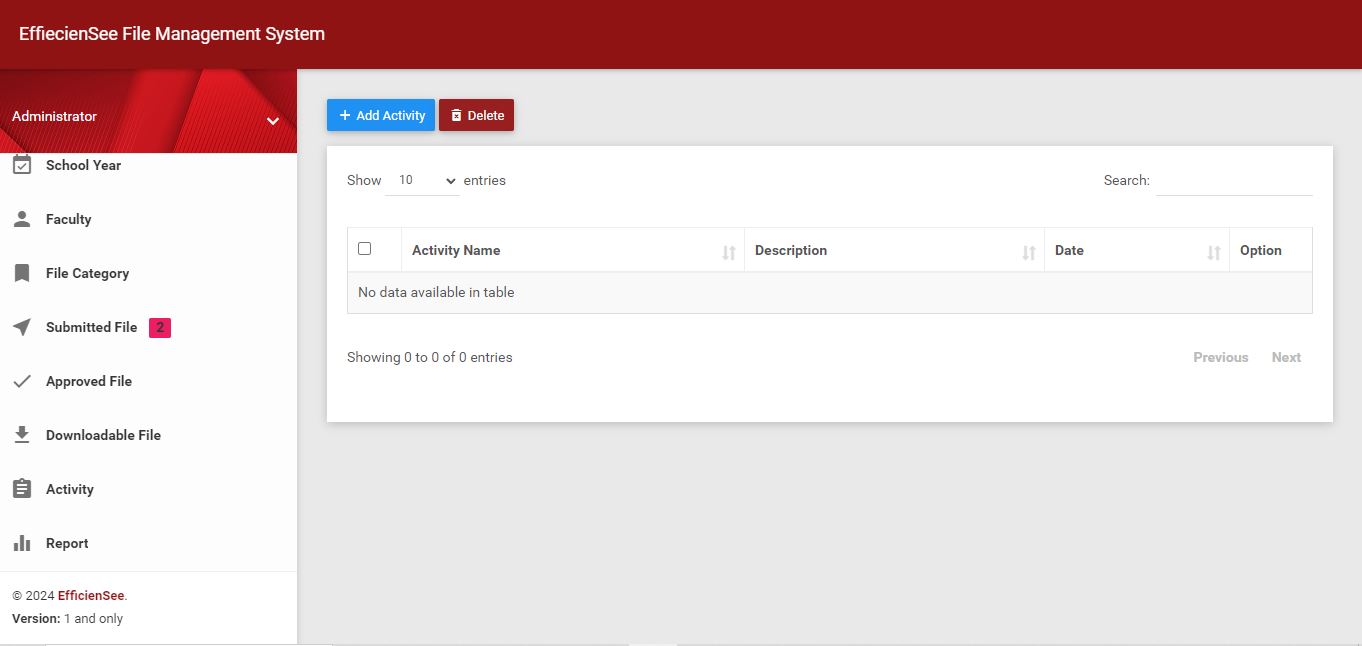 EffiecienSee File Management System
Administrator
School Year
Faculty
File Category
Submitted File 2
Approved File
Downloadable File
Activity
Report
© 2024 EfficienSee.
Version: 1 and only
Add Activity Delete
Show 10 entries Search:
Activity Name Description Date Option
No data available in table
Showing 0 to 0 of 0 entries Previous Next